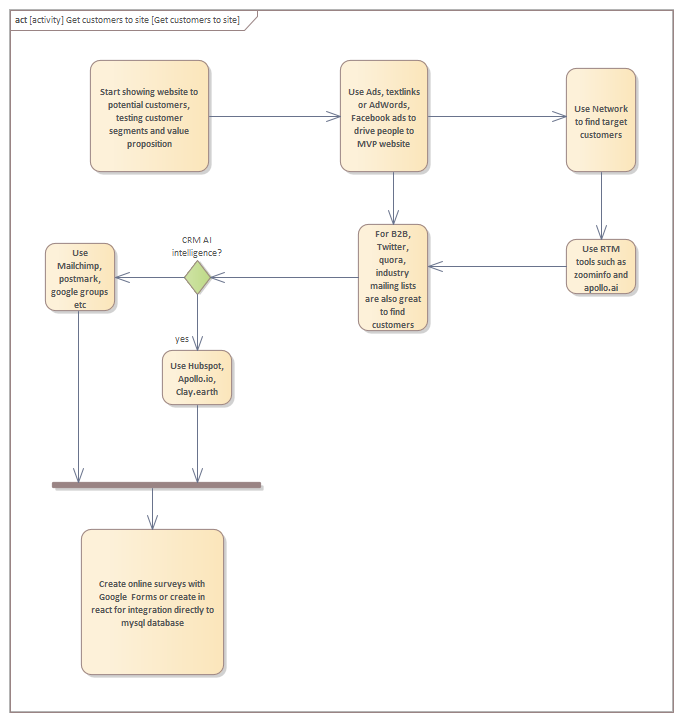 act [activity] Get customers to site [Get customers to site]
Start showing website to
potential customers,
testing customer
segments and value
proposition
Use Ads, textlinks
or AdWords,
Facebook ads to
drive people to
MVP website
Use Network
to find target
customers
CRM AI
intelligence?
Use
Mailchimp,
postmark,
google groups
etc
For B2B,
Twitter,
quora,
industry
mailing lists
are also great
to find
customers
Use RTM
tools such as
zoominfo and
apollo.ai
yes
Use Hubspot,
Apollo.io,
Clay.earth
Create online surveys with
Google  Forms or create in
react for integration directly to
mysql database